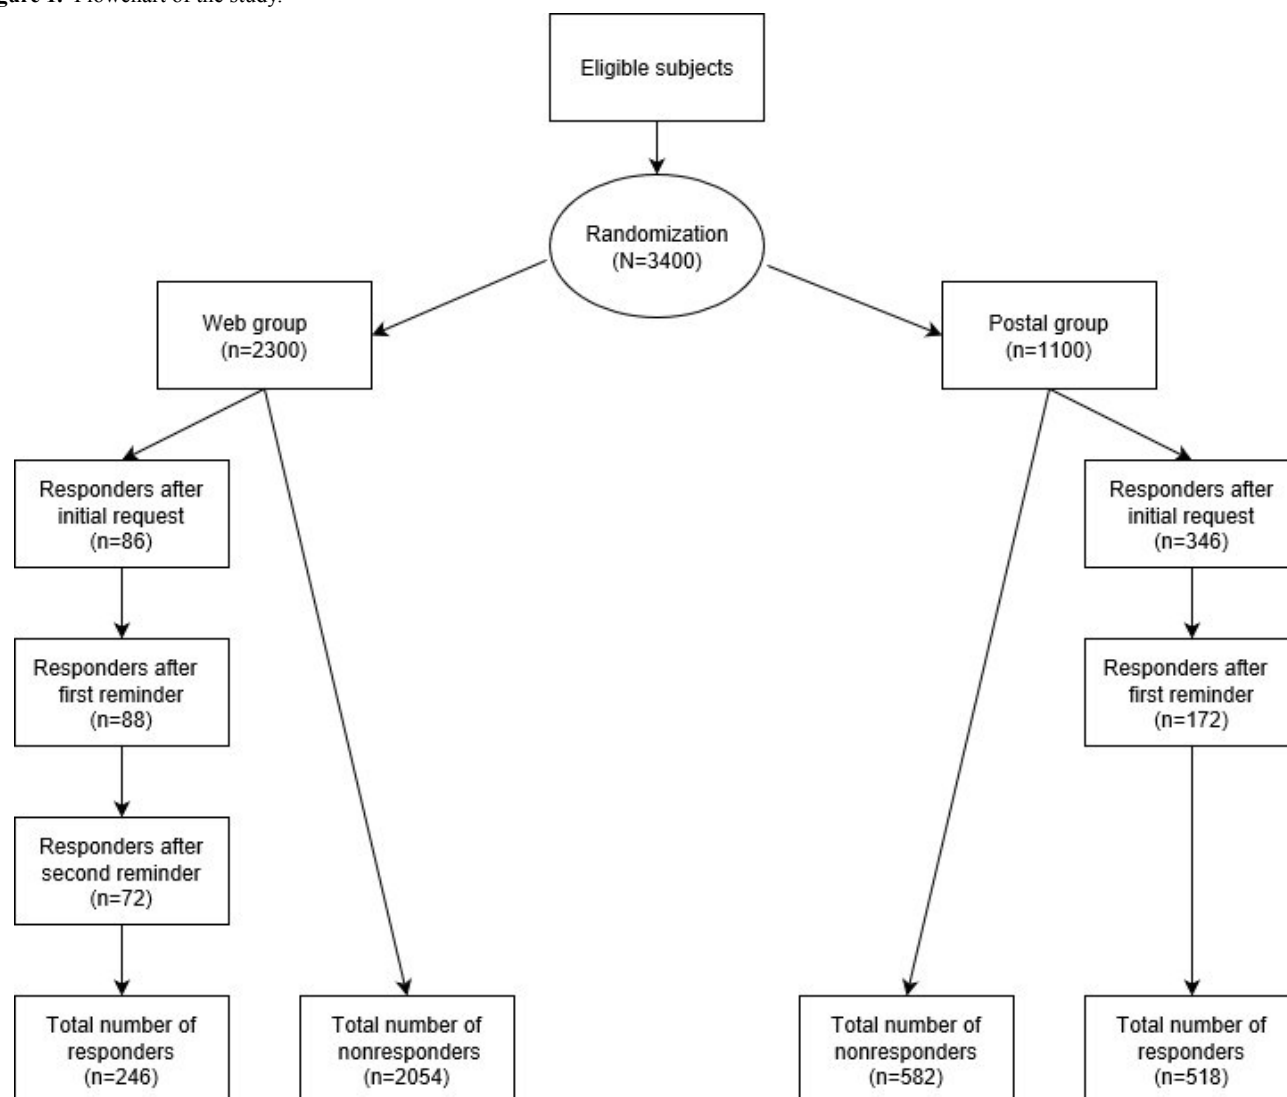 Figure 1. Flowchart of the study.
Eligible subjects
Randomization
(N=3400)
Web group
(n=2300)
Postal group
(n=1100)
Responders after
initial request
(n=86)
Responders after
initial request
(n=346)
Responders after
first reminder
(n=88)
Responders after
first reminder
(n=172)
Responders after
second reminder
(n=72)
Total number of
responders
(n=246)
Total number of
nonresponders
(n=2054)
Total number of
nonresponders
(n=582)
Total number of
responders
(n=518)